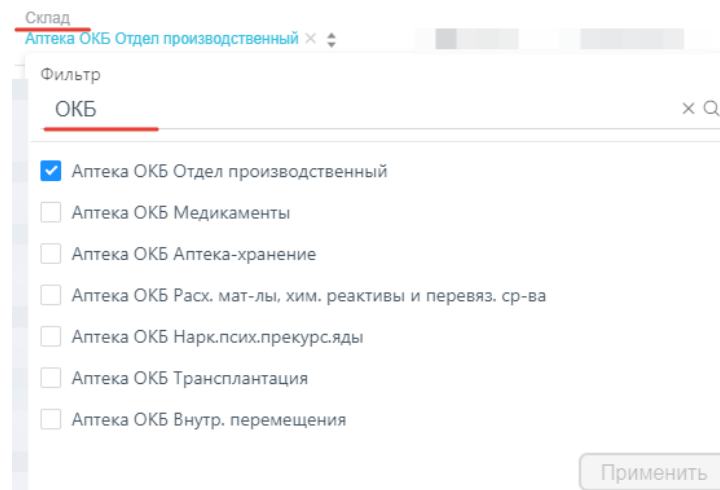 Склад
Аптека ОКБ Отдел производственный
Фильтр
ОКБ
Аптека ОКБ Отдел производственный
Аптека ОКБ Медикаменты
Аптека ОКБ Аптека-хранение
Аптека ОКБ Расх. мат-лы, хим. реактивы и перевяз. ср-ва
Аптека ОКБ Нарк.псих.прекурс.яды
Аптека ОКБ Трансплантация
Аптека ОКБ Внутр. перемещения
Применить